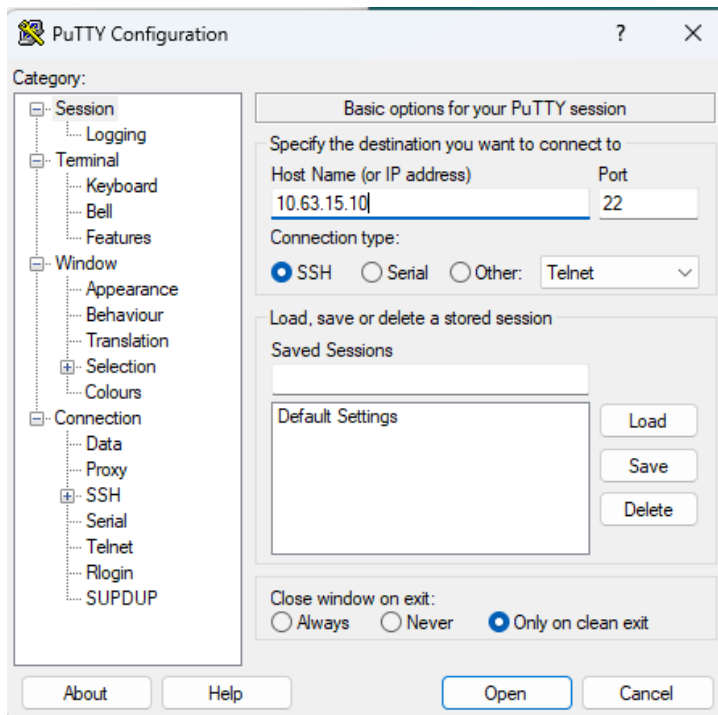 PuTTY Configuration
?
Category:
Session
Logging
Terminal
Keyboard
Bell
Features
Window
Appearance
Behaviour
Translation
Selection
Colours
Connection
Data
Proxy
SSH
Serial
Telnet
Rlogin
SUPDUP
Basic options for your PuTTY session
Specify the destination you want to connect to
Host Name (or IP address) Port
10.63.15.10 22
Connection type:
SSH Serial Other: Telnet
Load, save or delete a stored session
Saved Sessions
Default Settings
Load
Save
Delete
Close window on exit:
Always Never Only on clean exit
About Help Open Cancel